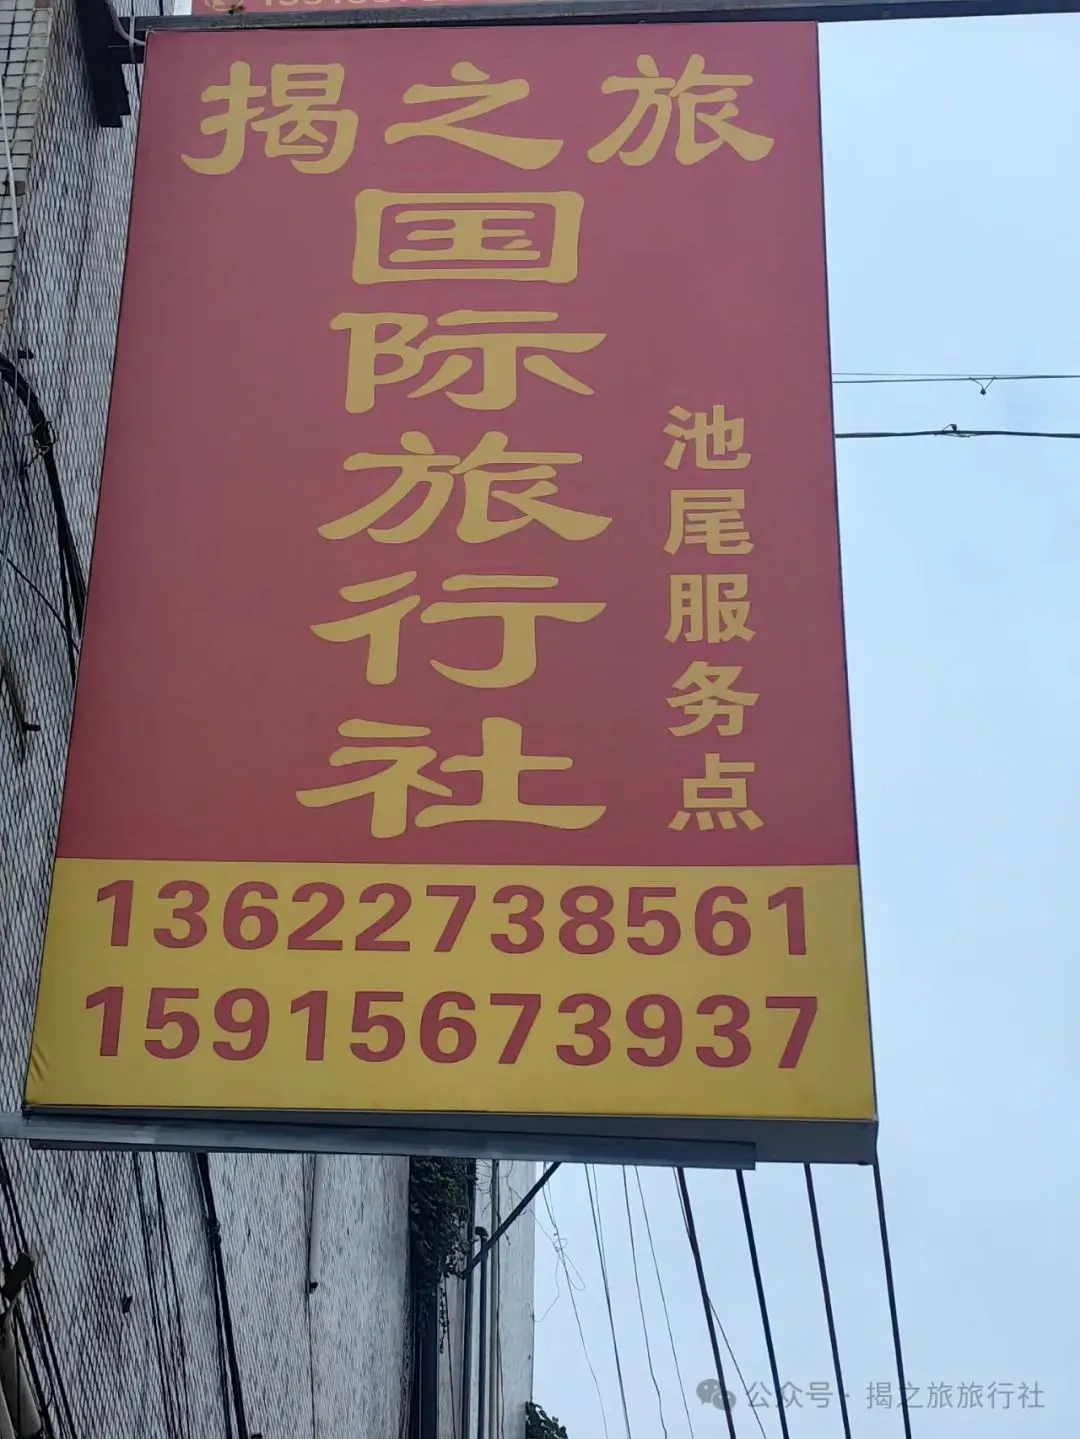 揭之旅
国际旅行社
池尾服务点
13622738561
15915673937
公众号·揭之旅旅行社